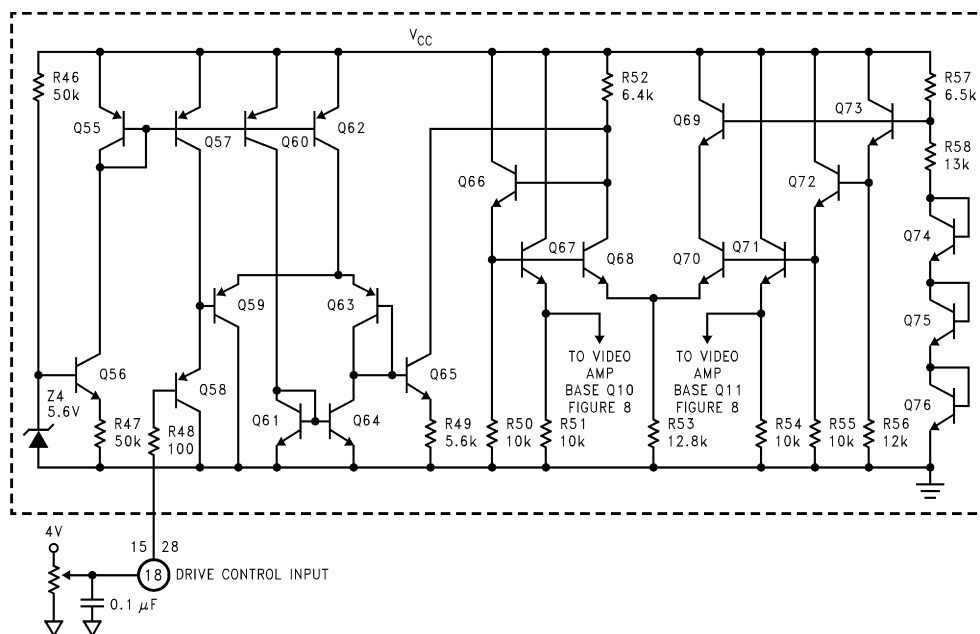 V_CC
R46
50k
Q55
Q57
Q60
Q62
R52
6.4k
Q69
Q73
R57
6.5k
R58
13k
Q66
Q72
Q74
Q67
Q68
Q70
Q71
Q59
Q63
Q75
TO VIDEO
AMP
BASE Q10
FIGURE 8
TO VIDEO
AMP
BASE Q11
FIGURE 8
Q56
Z4
5.6V
Q58
Q65
Q76
R47
50k
R48
100
Q61
Q64
R49
5.6k
R50
10k
R51
10k
R53
12.8k
R54
10k
R55
10k
R56
12k
4V
15 28
18
DRIVE CONTROL INPUT
0.1 μF